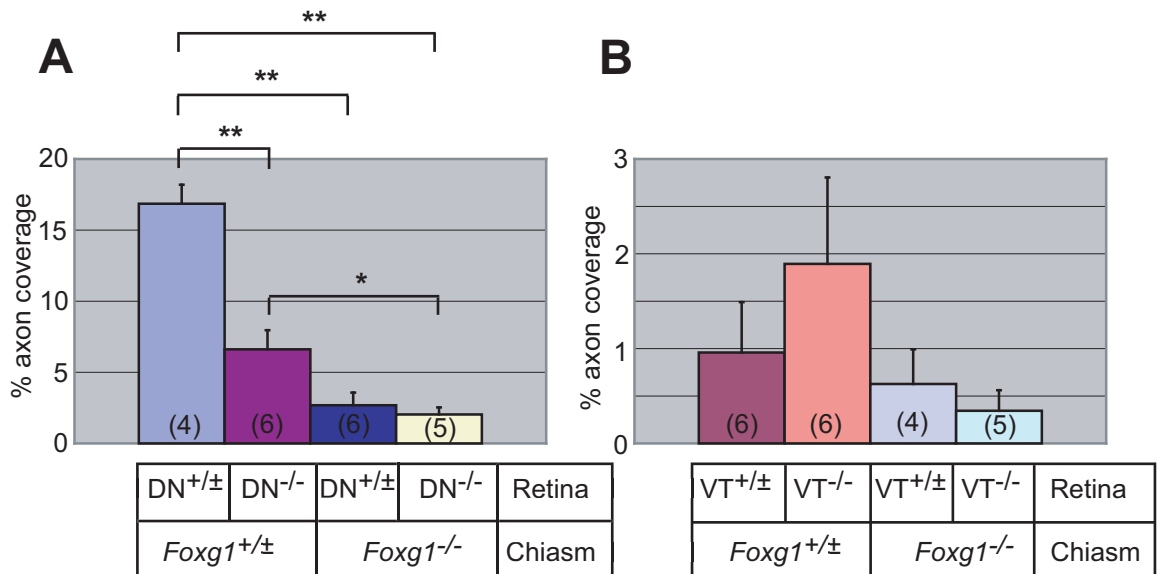 A
**
**
**
*
% axon coverage
20
15
10
5
0
(4) (6) (6) (5)
DN+/± DN-/- DN+/± DN-/- Retina
Foxg1+/± Foxg1-/- Chiasm
B
% axon coverage
3
2
1
0
(6) (6) (4) (5)
VT+/± VT-/- VT+/± VT-/- Retina
Foxg1+/± Foxg1-/- Chiasm